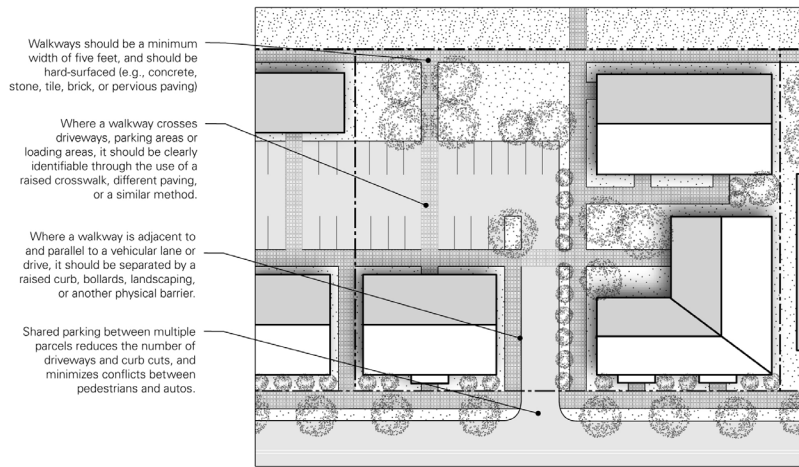 Walkways should be a minimum
width of five feet, and should be
hard-surfaced (e.g., concrete,
stone, tile, brick, or pervious paving)
Where a walkway crosses
driveways, parking areas or
loading areas, it should be clearly
identifiable through the use of a
raised crosswalk, different paving,
or a similar method.
Where a walkway is adjacent to
and parallel to a vehicular lane or
drive, it should be separated by a
raised curb, bollards, landscaping,
or another physical barrier.
Shared parking between multiple
parcels reduces the number of
driveways and curb cuts, and
minimizes conflicts between
pedestrians and autos.